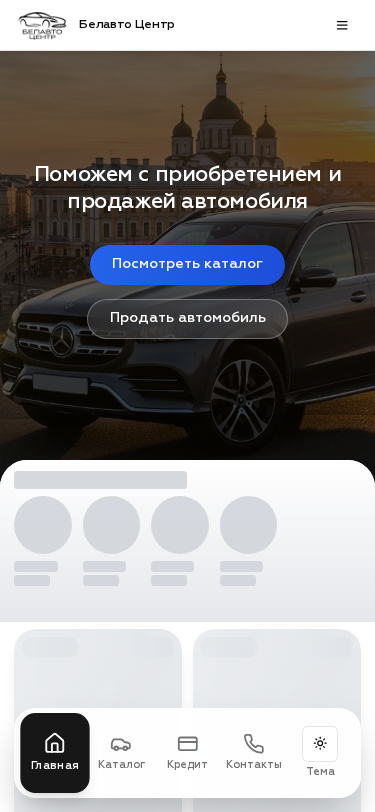 БЕЛАВТО
ЦЕНТР
Белавто Центр
Поможем с приобретением и
продажей автомобиля
Посмотреть каталог
Продать автомобиль
Главная
Каталог
Кредит
Контакты
Тема